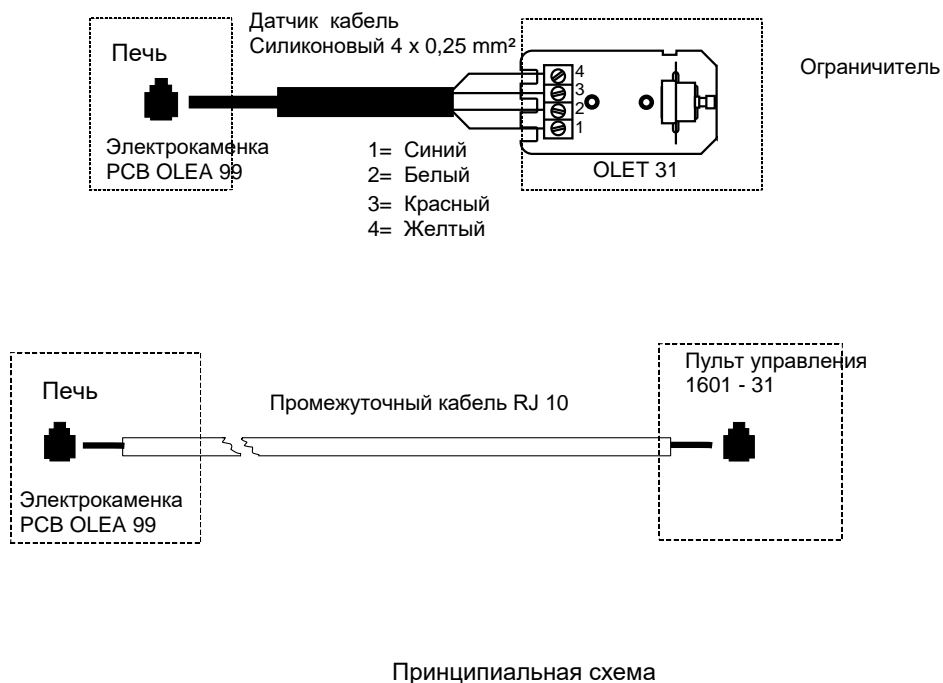 Датчик кабель
Силиконовый 4 x 0,25 mm²
Печь
Ограничитель
4
3
2
1
Электрокаменка
PCB OLEA 99
OLET 31
1= Синий
2= Белый
3= Красный
4= Желтый
Пульт управления
1601 - 31
Печь
Промежуточный кабель RJ 10
Электрокаменка
PCB OLEA 99
Принципиальная схема